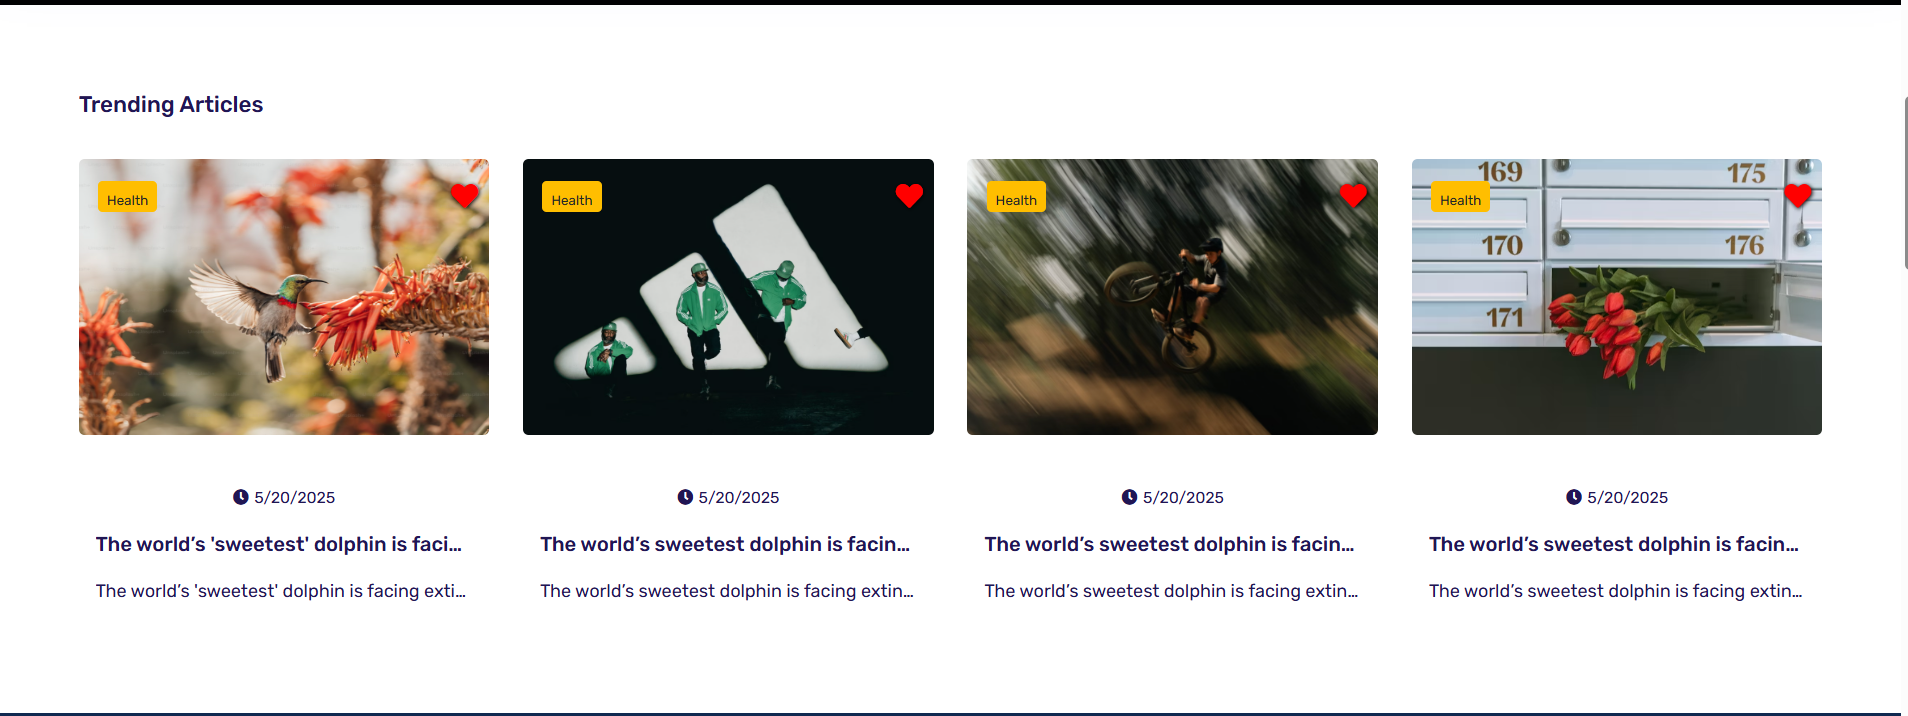 Trending Articles
Health
Health
Health
Health
169
175
170
176
171
5/20/2025
5/20/2025
5/20/2025
5/20/2025
The world’s 'sweetest' dolphin is faci...
The world’s sweetest dolphin is facin...
The world’s sweetest dolphin is facin...
The world’s sweetest dolphin is facin...
The world’s 'sweetest' dolphin is facing exti...
The world’s sweetest dolphin is facing extin...
The world’s sweetest dolphin is facing extin...
The world’s sweetest dolphin is facing extin...